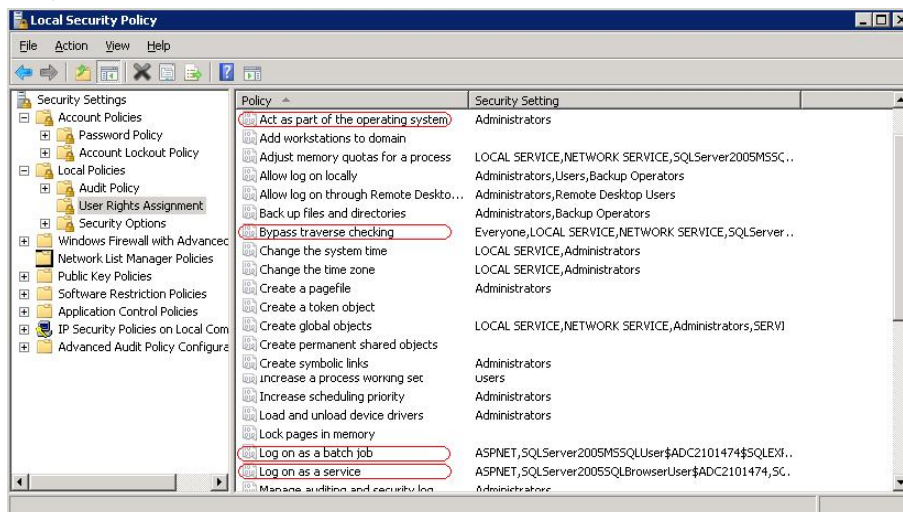 Local Security Policy
File Action View Help
Security Settings
Account Policies
Password Policy
Account Lockout Policy
Local Policies
Audit Policy
User Rights Assignment
Security Options
Windows Firewall with Advanced
Network List Manager Policies
Public Key Policies
Software Restriction Policies
Application Control Policies
IP Security Policies on Local Com
Advanced Audit Policy Configura
Policy Security Setting
Act as part of the operating system Administrators
Add workstations to domain
Adjust memory quotas for a process LOCAL SERVICE,NETWORK SERVICE,SQLServer2005MSSQ...
Allow log on locally Administrators,Users,Backup Operators
Allow log on through Remote Deskto... Administrators,Remote Desktop Users
Back up files and directories Administrators,Backup Operators
Bypass traverse checking Everyone,LOCAL SERVICE,NETWORK SERVICE,SQLServer...
Change the system time LOCAL SERVICE,Administrators
Change the time zone LOCAL SERVICE,Administrators
Create a pagefile Administrators
Create a token object
Create global objects LOCAL SERVICE,NETWORK SERVICE,Administrators,SERVI
Create permanent shared objects
Create symbolic links Administrators
Increase a process working set Users
Increase scheduling priority Administrators
Load and unload device drivers Administrators
Lock pages in memory
Log on as a batch job ASPNET,SQLServer2005MSSQLUser$ADC2101474$SQLEXF..
Log on as a service ASPNET,SQLServer2005SQLBrowserUser$ADC2101474,SQ..
Manage auditing and security log Administrators